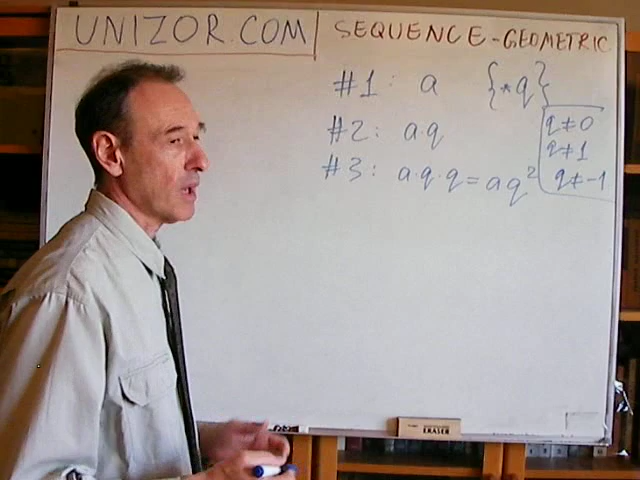 UNIZOR.COM
SEQUENCE-GEOMETRIC
#1: a {*q}
#2: a·q
#3: a·q·q=aq²
q≠0
q≠1
q≠-1
ERASER